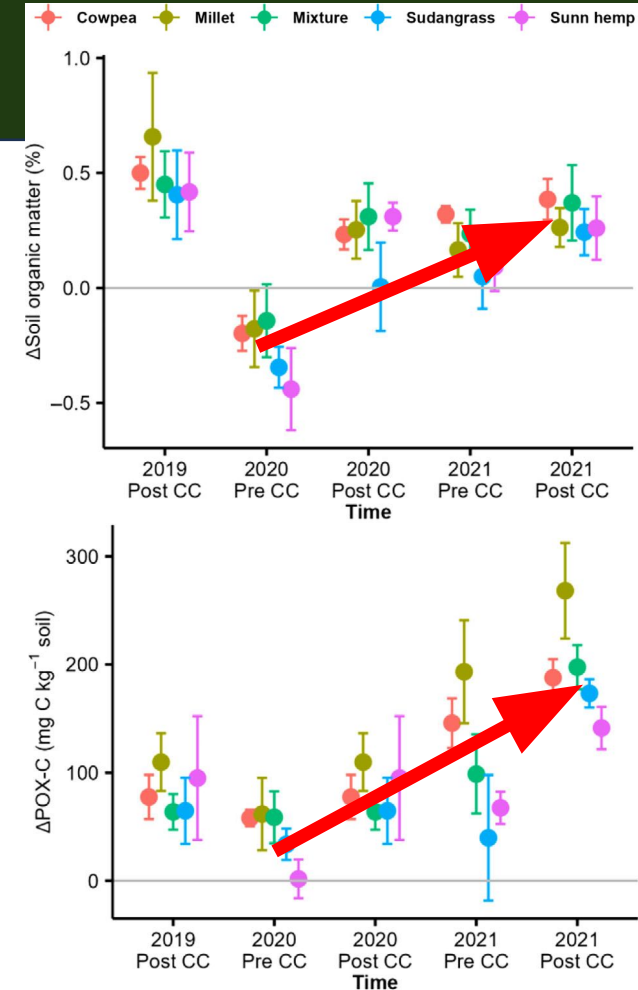 Cowpea Millet Mixture Sudangrass Sunn hemp
1.0
0.5
0.0
−0.5
ΔSoil organic matter (%)
2019 2020 2020 2021 2021
Post CC Pre CC Post CC Pre CC Post CC
Time
300
200
100
0
ΔPOX-C (mg C kg⁻¹ soil)
2019 2020 2020 2021 2021
Post CC Pre CC Post CC Pre CC Post CC
Time